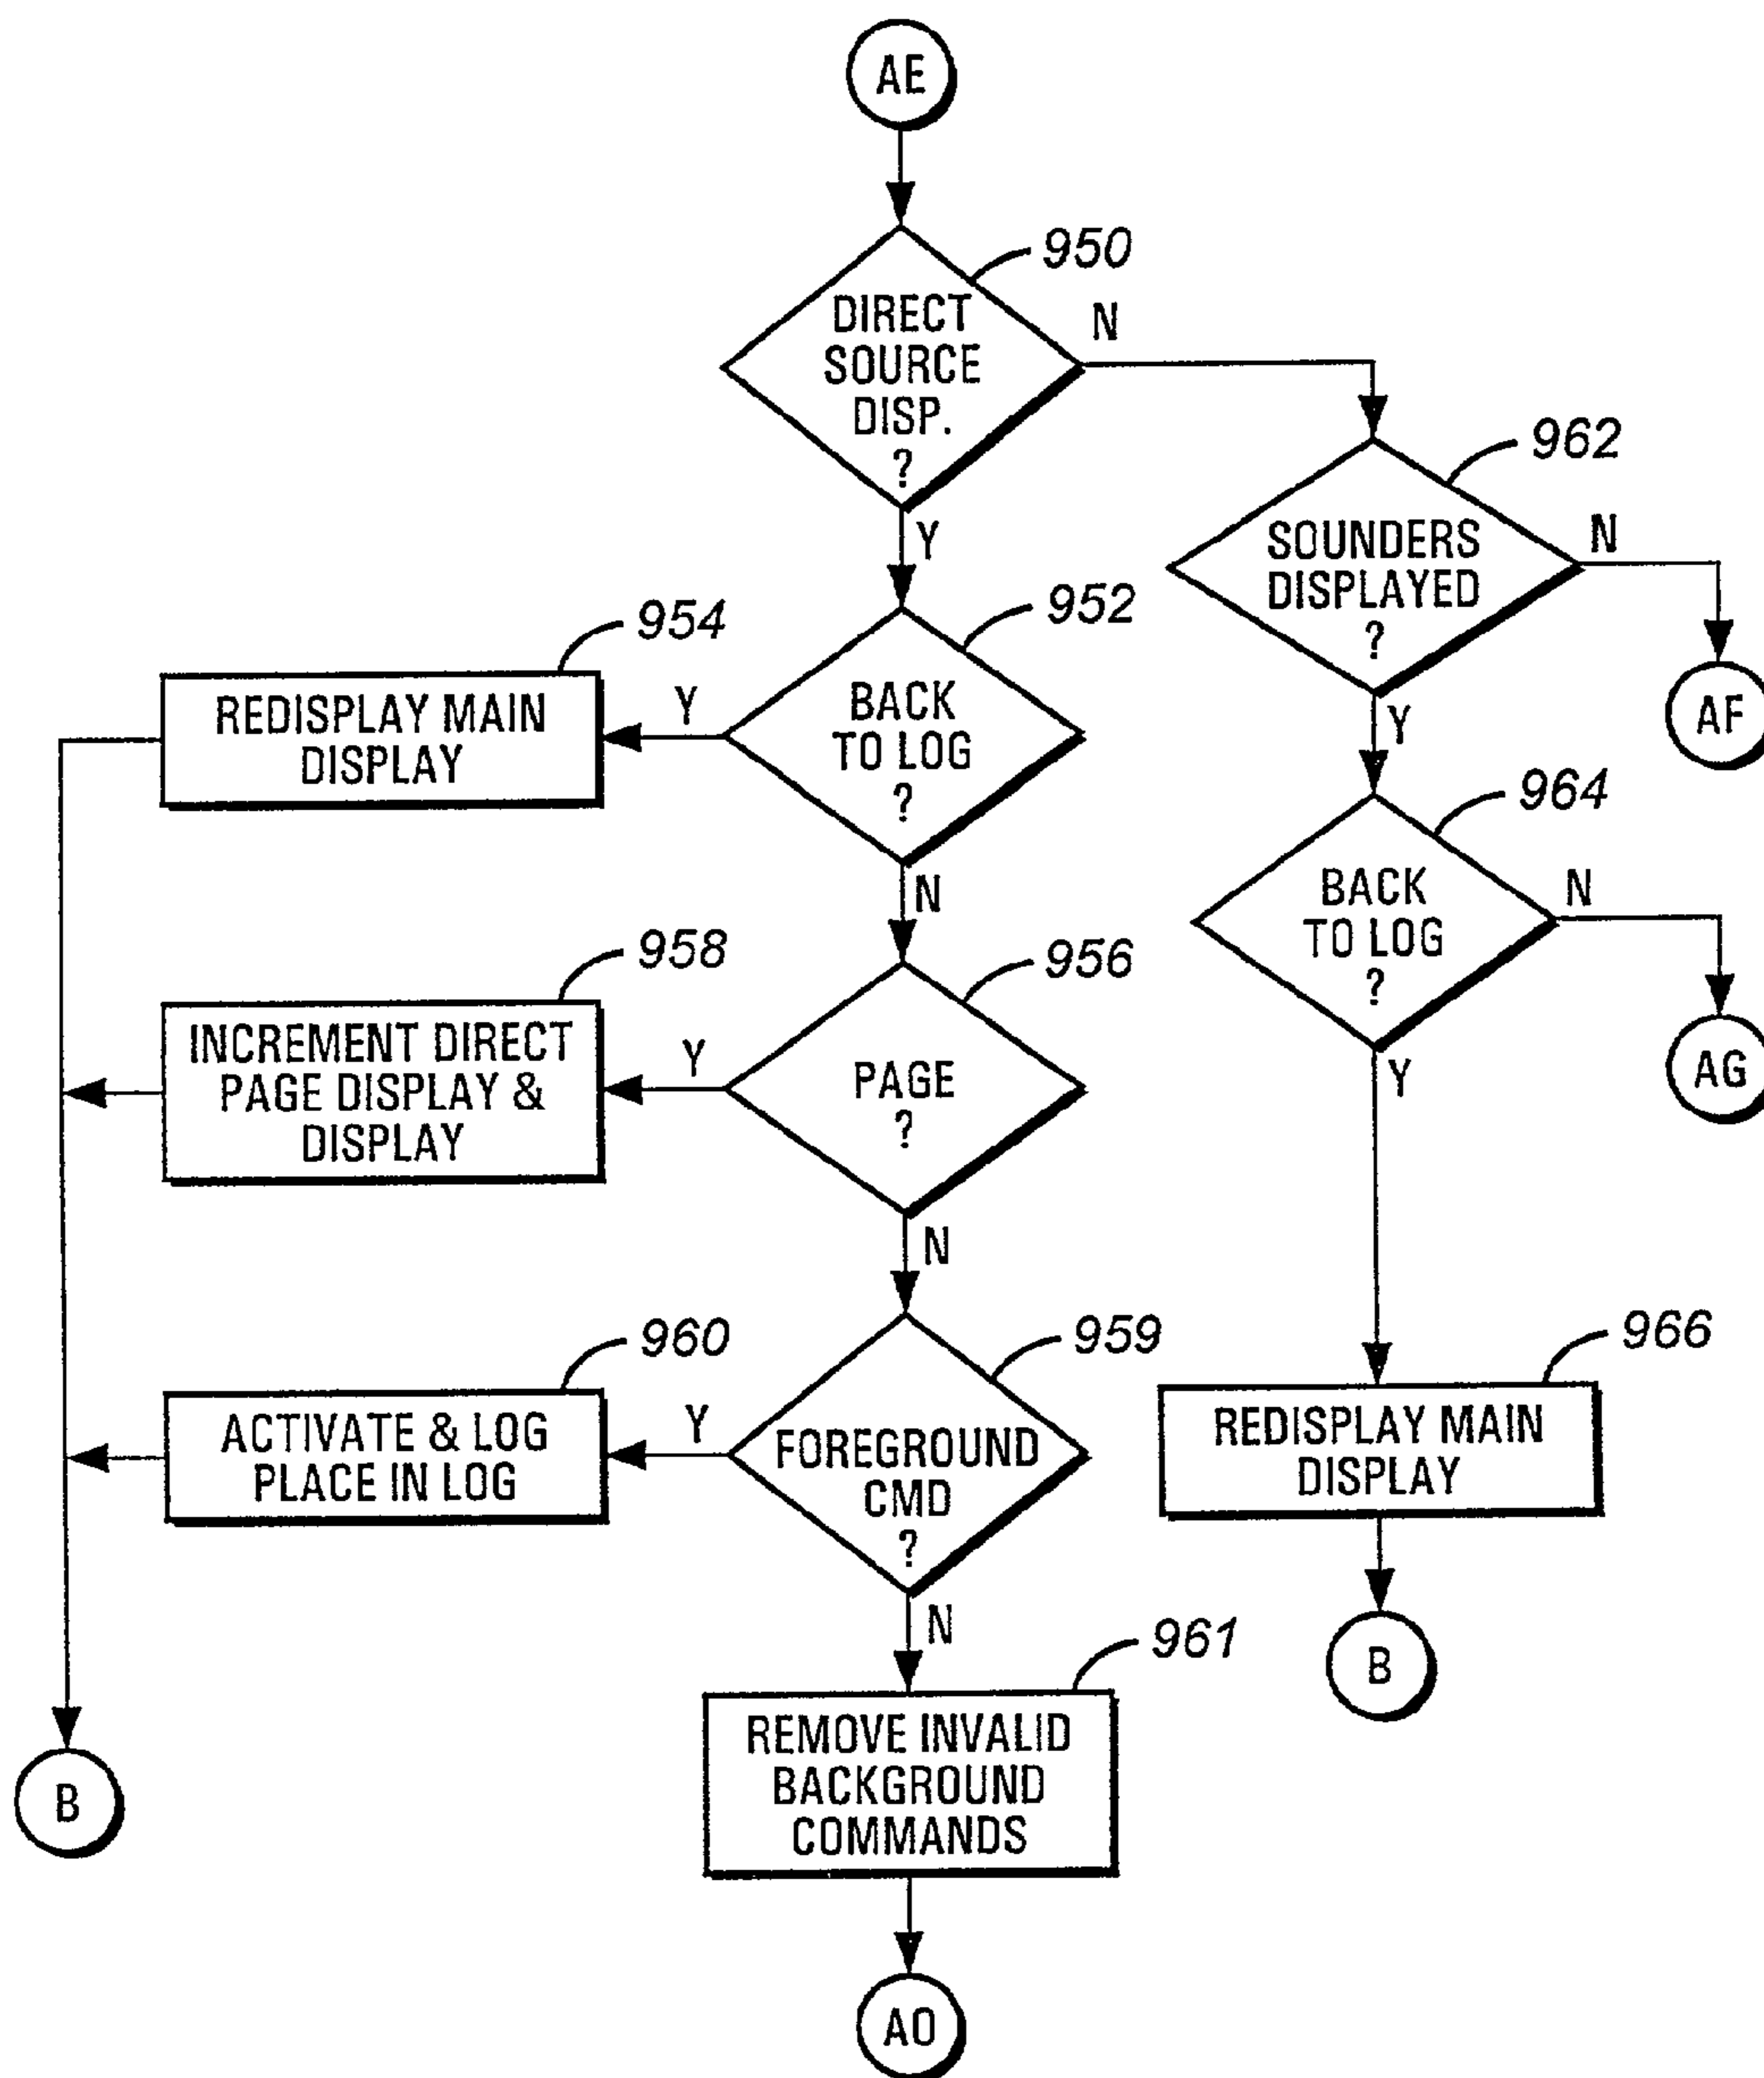 AE
950
DIRECT
SOURCE
DISP.
?
N
Y
962
SOUNDERS
DISPLAYED
?
N
Y
AF
954
REDISPLAY MAIN
DISPLAY
Y
952
BACK
TO LOG
?
N
964
BACK
TO LOG
?
N
Y
AG
958
INCREMENT DIRECT
PAGE DISPLAY &
DISPLAY
Y
956
PAGE
?
N
960
ACTIVATE & LOG
PLACE IN LOG
Y
959
FOREGROUND
CMD
?
N
966
REDISPLAY MAIN
DISPLAY
B
961
REMOVE INVALID
BACKGROUND
COMMANDS
B
AO